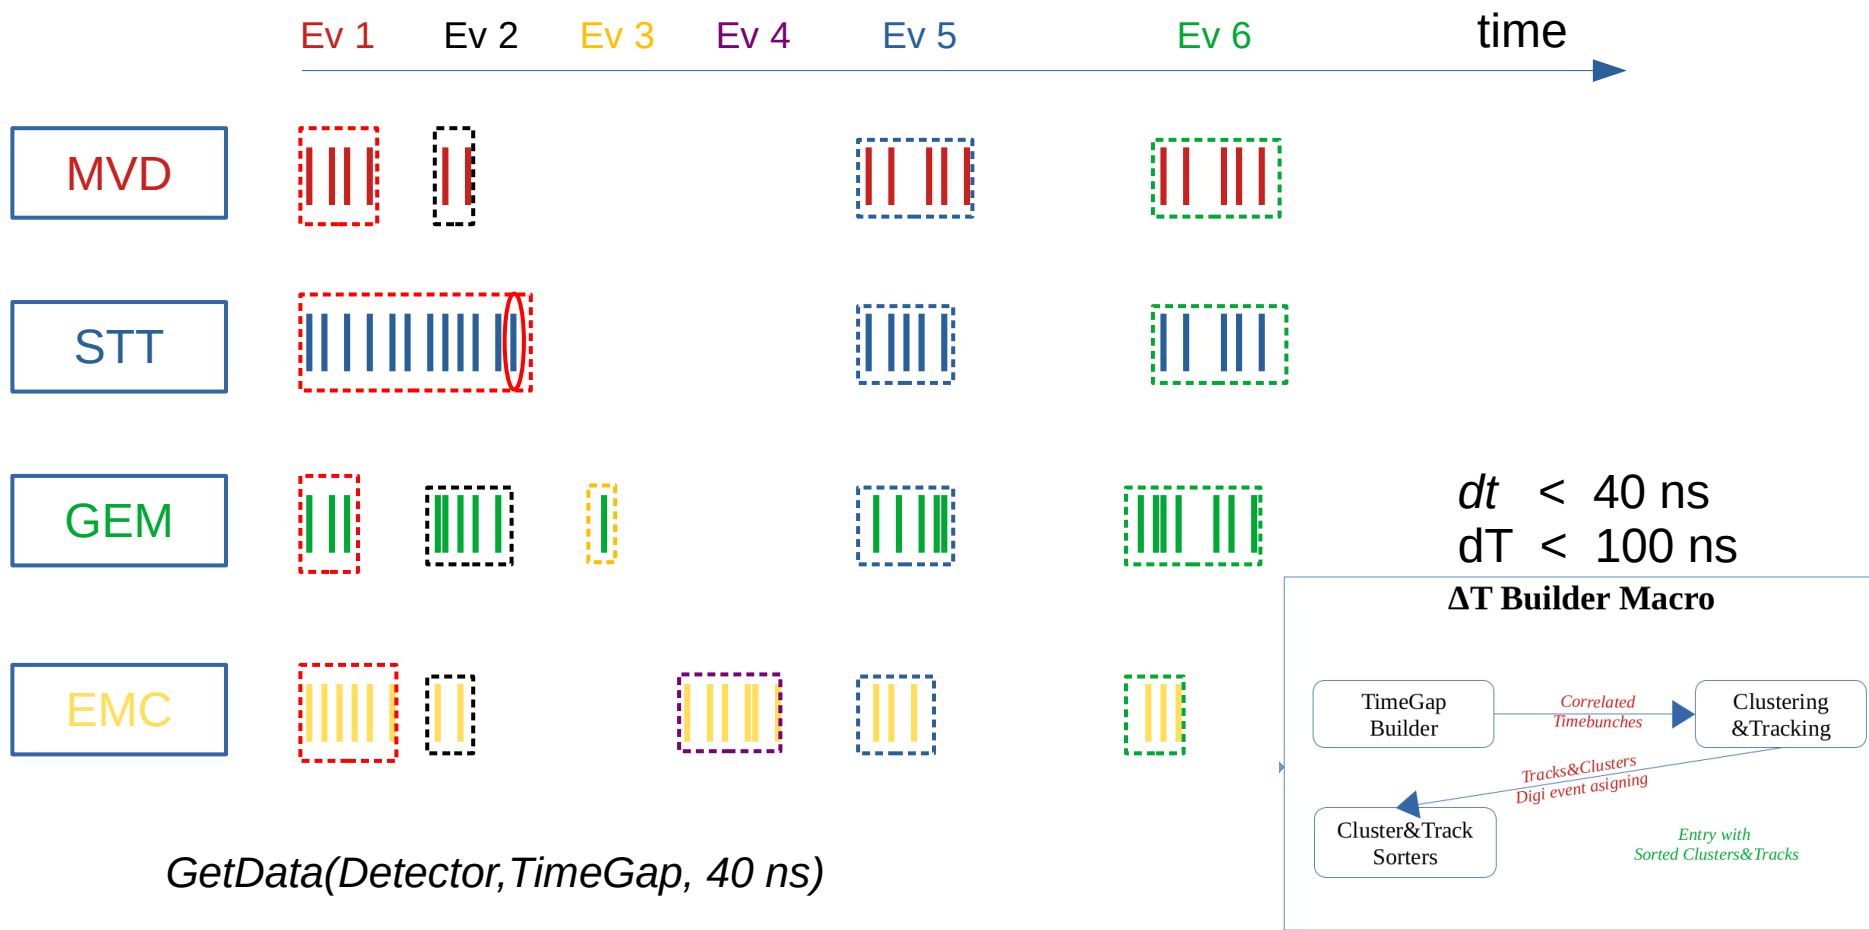 Ev 1 Ev 2 Ev 3 Ev 4 Ev 5 Ev 6 time
MVD
STT
GEM
dt < 40 ns
dT < 100 ns
ΔT Builder Macro
EMC
TimeGap
Builder
Correlated
Timebunches
Clustering
&Tracking
Tracks&Clusters
Digi event asigning
Cluster&Track
Sorters
Entry with
Sorted Clusters&Tracks
GetData(Detector,TimeGap, 40 ns)